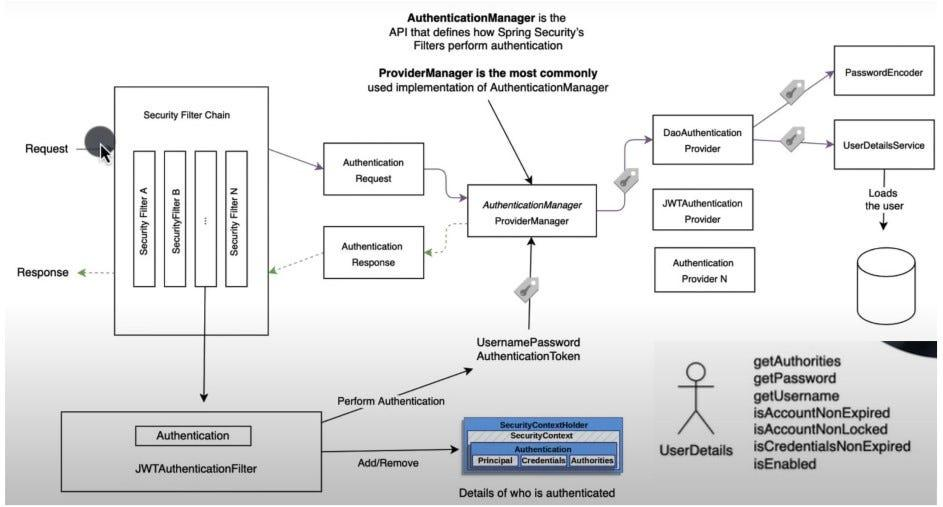 AuthenticationManager is the
API that defines how Spring Security's
Filters perform authentication
ProviderManager is the most commonly
used implementation of AuthenticationManager
Security Filter Chain
Request
Response
Security Filter A
SecurityFilter B
...
Security Filter N
Authentication
Request
Authentication
Response
AuthenticationManager
ProviderManager
DaoAuthentication
Provider
JWTAuthentication
Provider
Authentication
Provider N
PasswordEncoder
UserDetailsService
Loads
the user
UsernamePassword
AuthenticationToken
Perform Authentication
Authentication
JWTAuthenticationFilter
Add/Remove
SecurityContextHolder
SecurityContext
Authentication
Principal
Credentials
Authorities
Details of who is authenticated
UserDetails
getAuthorities
getPassword
getUsername
isAccountNonExpired
isAccountNonLocked
isCredentialsNonExpired
isEnabled